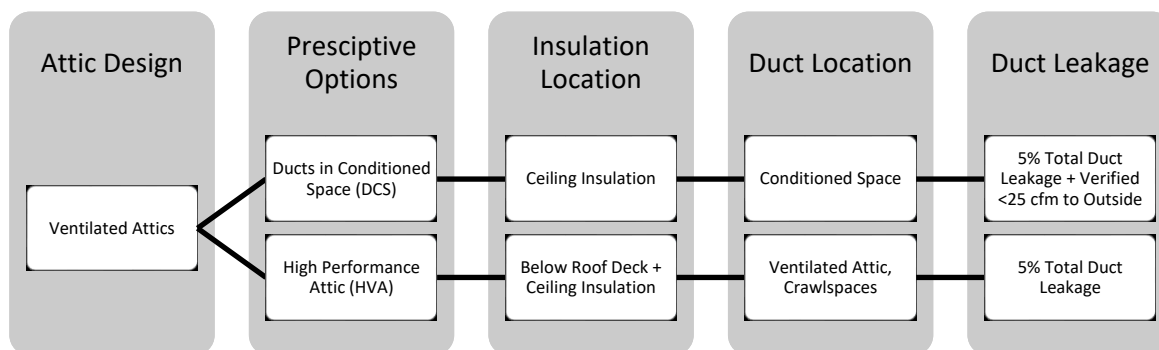 Attic Design
Presciptive
Options
Insulation
Location
Duct Location
Duct Leakage
Ventilated Attics
Ducts in Conditioned
Space (DCS)
Ceiling Insulation
Conditioned Space
5% Total Duct
Leakage + Verified
<25 cfm to Outside
High Performance
Attic (HVA)
Below Roof Deck +
Ceiling Insulation
Ventilated Attic,
Crawlspaces
5% Total Duct
Leakage